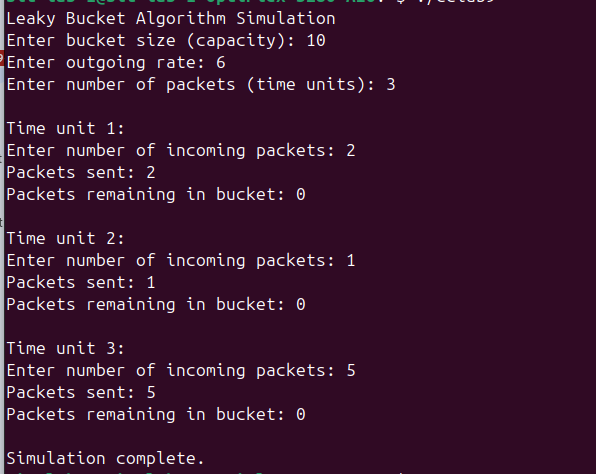 Leaky Bucket Algorithm Simulation
Enter bucket size (capacity): 10
Enter outgoing rate: 6
Enter number of packets (time units): 3
Time unit 1:
Enter number of incoming packets: 2
Packets sent: 2
Packets remaining in bucket: 0
Time unit 2:
Enter number of incoming packets: 1
Packets sent: 1
Packets remaining in bucket: 0
Time unit 3:
Enter number of incoming packets: 5
Packets sent: 5
Packets remaining in bucket: 0
Simulation complete.